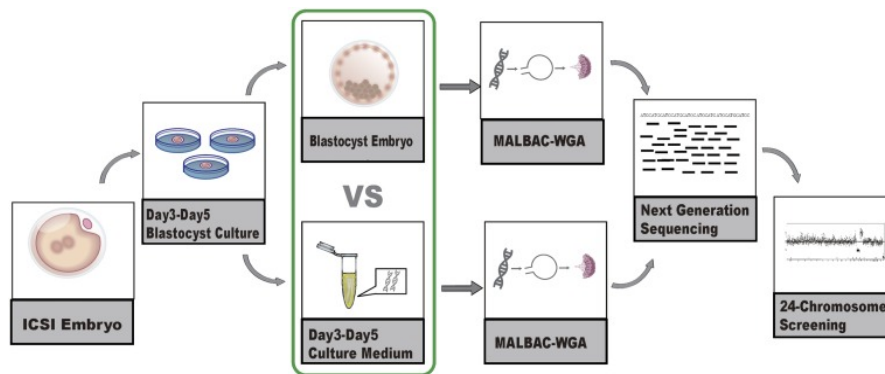 ICSI Embryo
Day3-Day5
Blastocyst Culture
Blastocyst Embryo
VS
Day3-Day5
Culture Medium
MALBAC-WGA
MALBAC-WGA
Next Generation
Sequencing
24-Chromosome
Screening